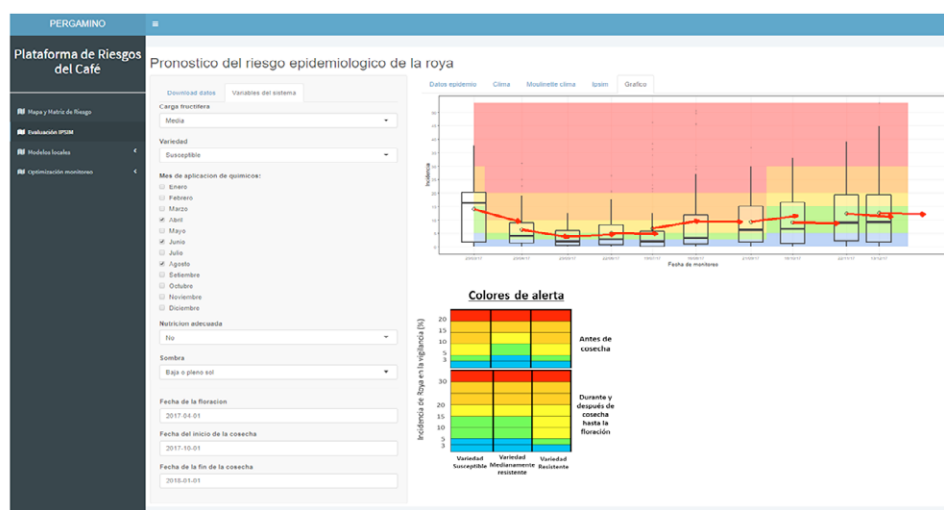 PERGAMINO
Plataforma de Riesgos
del Café
Mapa y Matriz de Riesgo
Evaluación IPSIM
Modelos locales
Optimización monitoreo
Pronostico del riesgo epidemiologico de la roya
Download datos
Variables del sistema
Carga fructifera
Media
Variedad
Susceptible
Mes de aplicacion de quimicos:
Enero
Febrero
Marzo
Abril
Mayo
Junio
Julio
Agosto
Setiembre
Octubre
Noviembre
Diciembre
Nutricion adecuada
No
Sombra
Baja o pleno sol
Fecha de la floracion
2017-04-01
Fecha del inicio de la cosecha
2017-10-01
Fecha de la fin de la cosecha
2018-01-01
Datos epidemio
Clima
Moulinette clima
Ipsim
Grafico
Incidencia
Fecha de monitoreo
Colores de alerta
Incidencia de Roya en la vigilancia (%)
20
15
10
5
3
Antes de
cosecha
30
20
15
10
5
3
Durante y
después de
cosecha
hasta la
floración
Variedad
Susceptible
Variedad
Medianamente
resistente
Variedad
Resistente